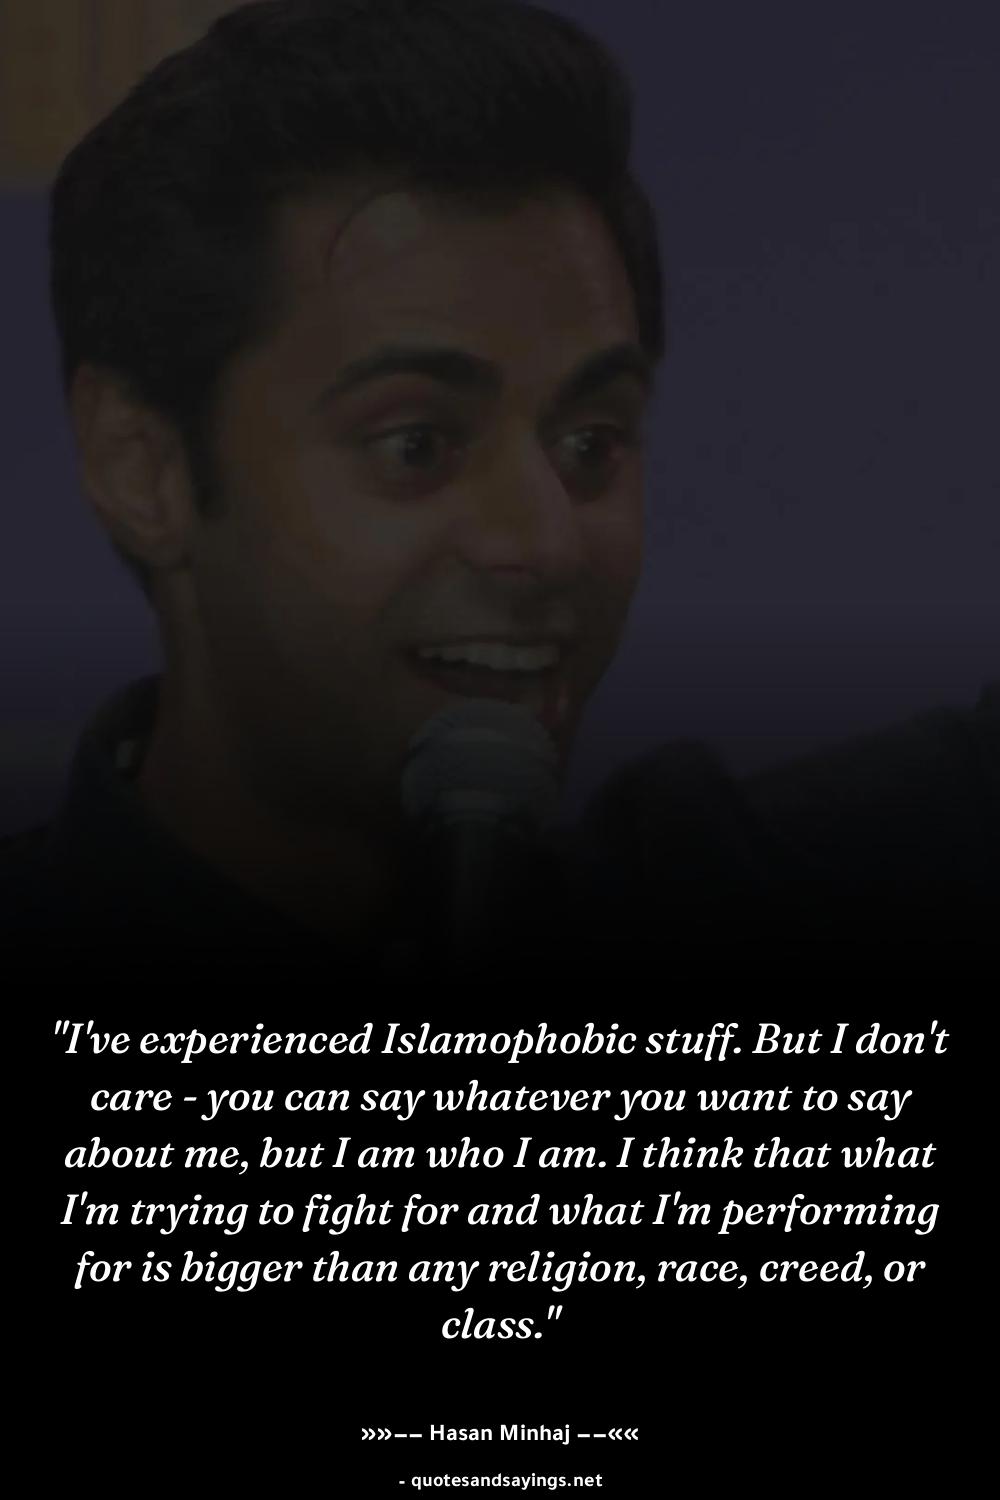 "I've experienced Islamophobic stuff. But I don't
care - you can say whatever you want to say
about me, but I am who I am. I think that what
I'm trying to fight for and what I'm performing
for is bigger than any religion, race, creed, or
class."
»»−− Hasan Minhaj −−««
- quotesandsayings.net